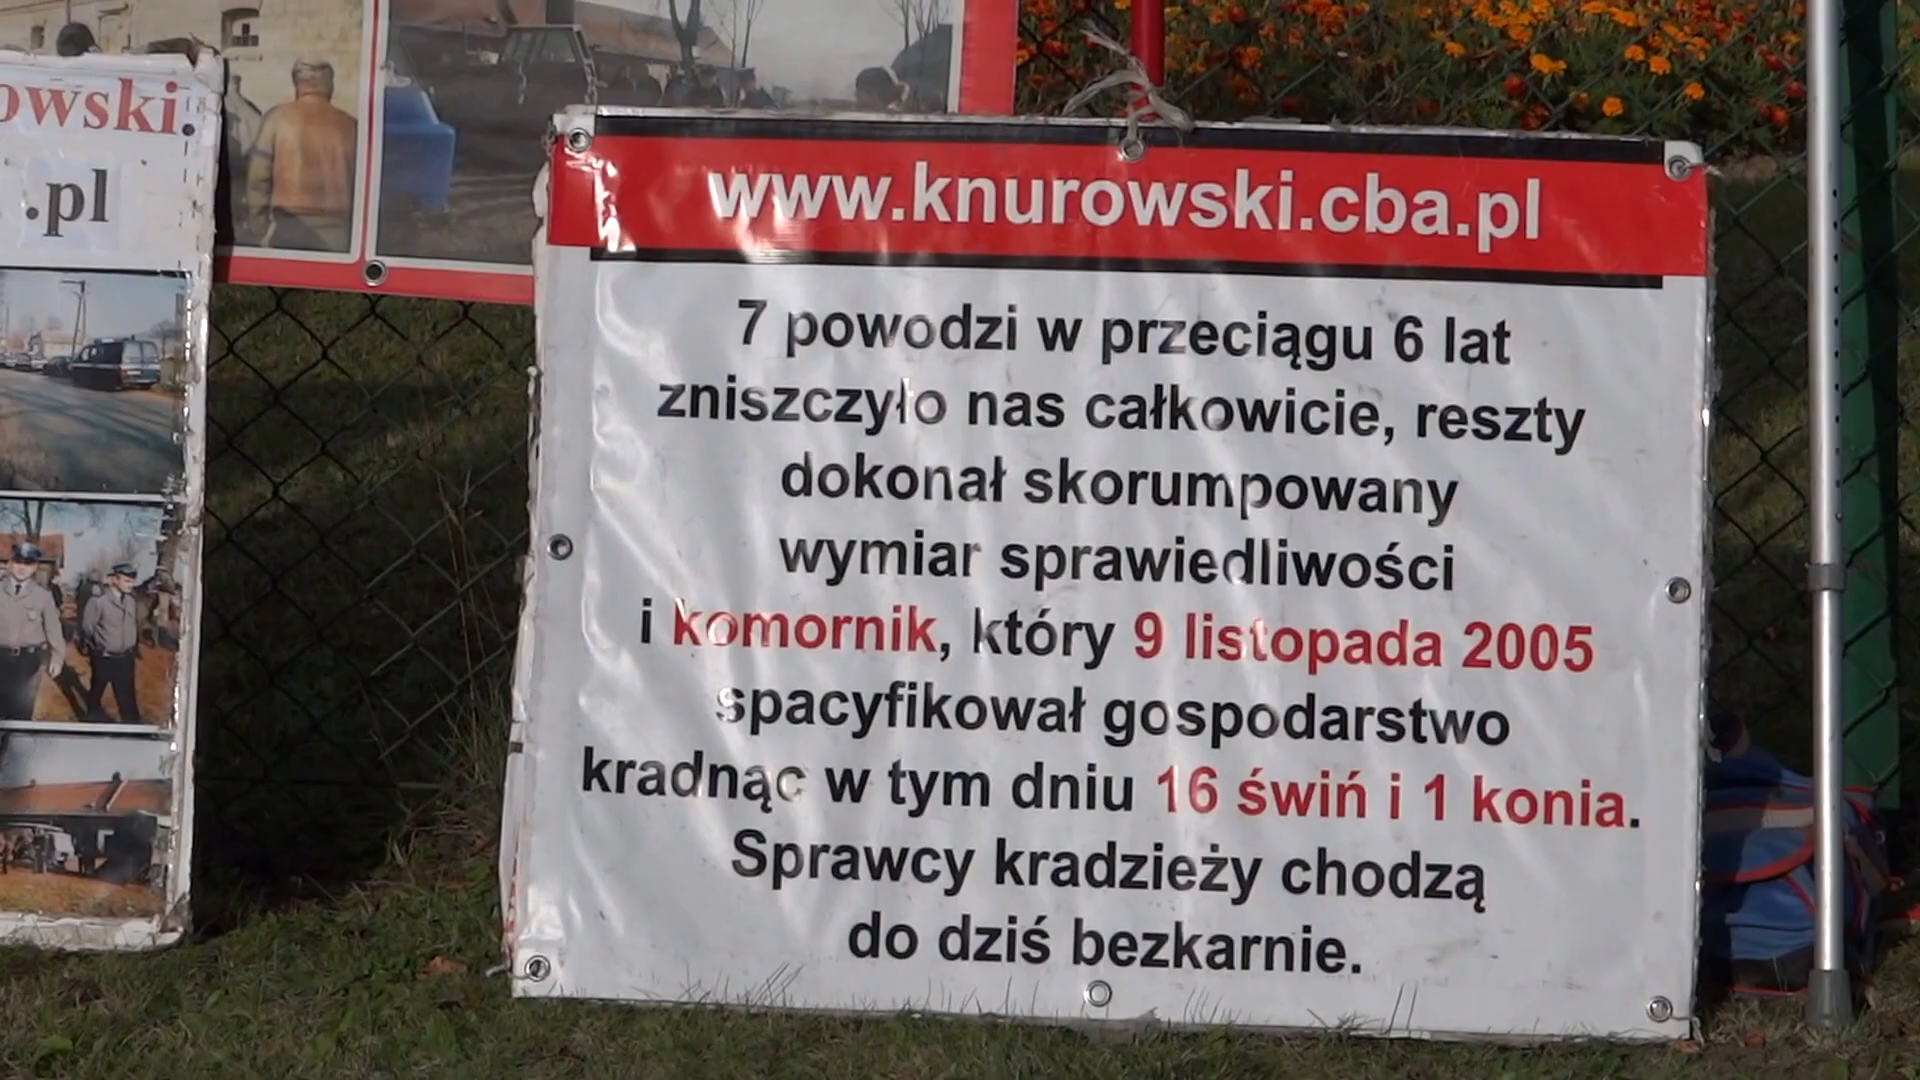 owski.
.pl
www.knurowski.cba.pl
7 powodzi w przeciągu 6 lat
zniszczyło nas całkowicie, reszty
dokonał skorumpowany
wymiar sprawiedliwości
i komornik, który 9 listopada 2005
spacyfikował gospodarstwo
kradnąc w tym dniu 16 świń i 1 konia.
Sprawcy kradzieży chodzą
do dziś bezkarnie.